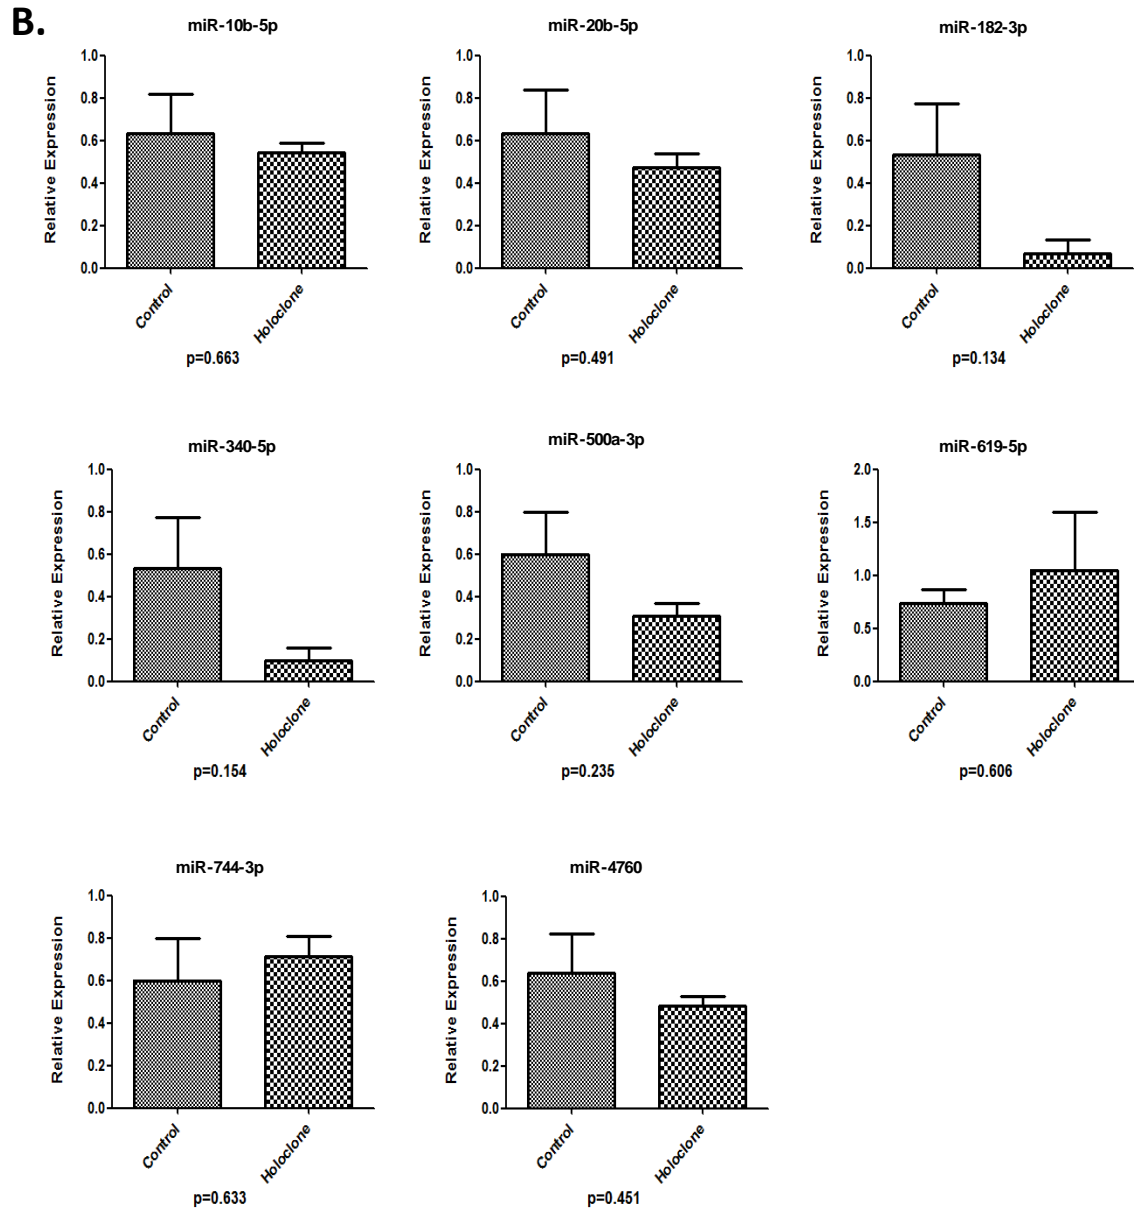 B.
miR-10b-5p
Relative Expression
1.0
0.8
0.6
0.4
0.2
0.0
Control
Holoclone
p=0.663
miR-20b-5p
Relative Expression
1.0
0.8
0.6
0.4
0.2
0.0
Control
Holoclone
p=0.491
miR-182-3p
Relative Expression
1.0
0.8
0.6
0.4
0.2
0.0
Control
Holoclone
p=0.134
miR-340-5p
Relative Expression
1.0
0.8
0.6
0.4
0.2
0.0
Control
Holoclone
p=0.154
miR-500a-3p
Relative Expression
1.0
0.8
0.6
0.4
0.2
0.0
Control
Holoclone
p=0.235
miR-619-5p
Relative Expression
2.0
1.5
1.0
0.5
0.0
Control
Holoclone
p=0.606
miR-744-3p
Relative Expression
1.0
0.8
0.6
0.4
0.2
0.0
Control
Holoclone
p=0.633
miR-4760
Relative Expression
1.0
0.8
0.6
0.4
0.2
0.0
Control
Holoclone
p=0.451